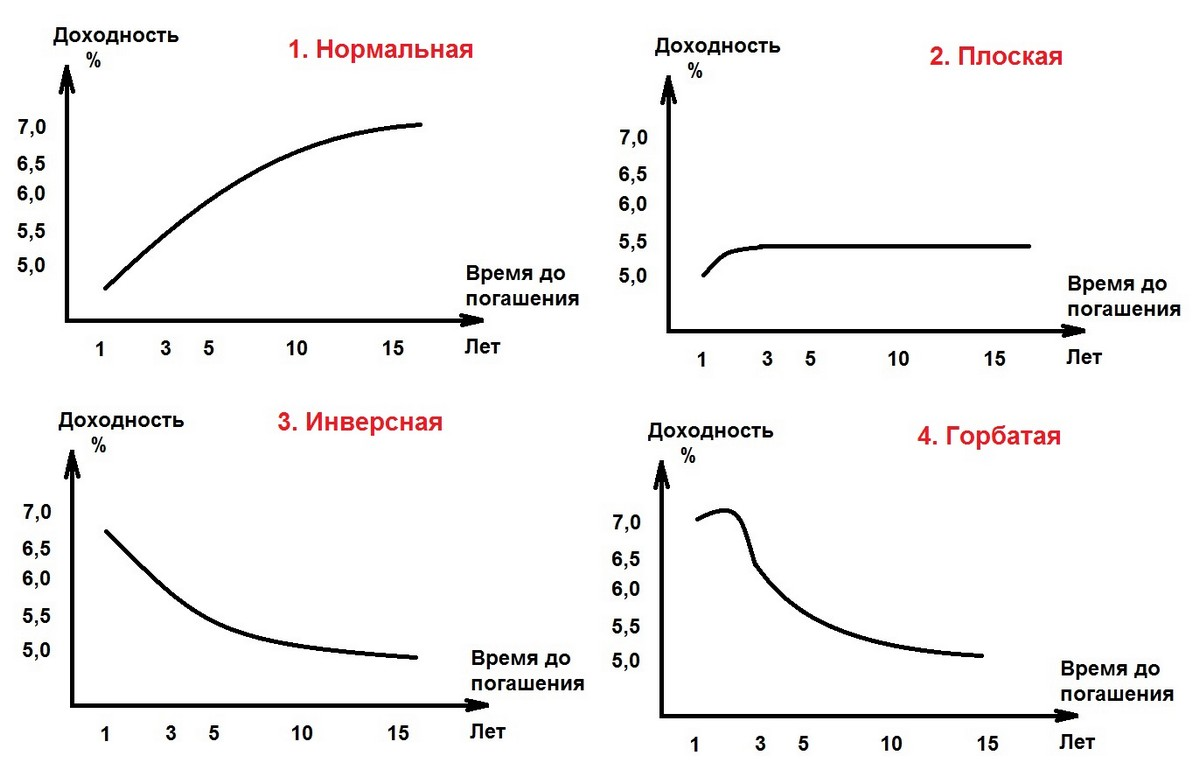 Доходность
%
1. Нормальная
7,0
6,5
6,0
5,5
5,0
Время до
погашения
1 3 5 10 15 Лет
Доходность
%
2. Плоская
7,0
6,5
6,0
5,5
5,0
Время до
погашения
1 3 5 10 15 Лет
Доходность
%
3. Инверсная
7,0
6,5
6,0
5,5
5,0
Время до
погашения
1 3 5 10 15 Лет
Доходность
%
4. Горбатая
7,0
6,5
6,0
5,5
5,0
Время до
погашения
1 3 5 10 15 Лет